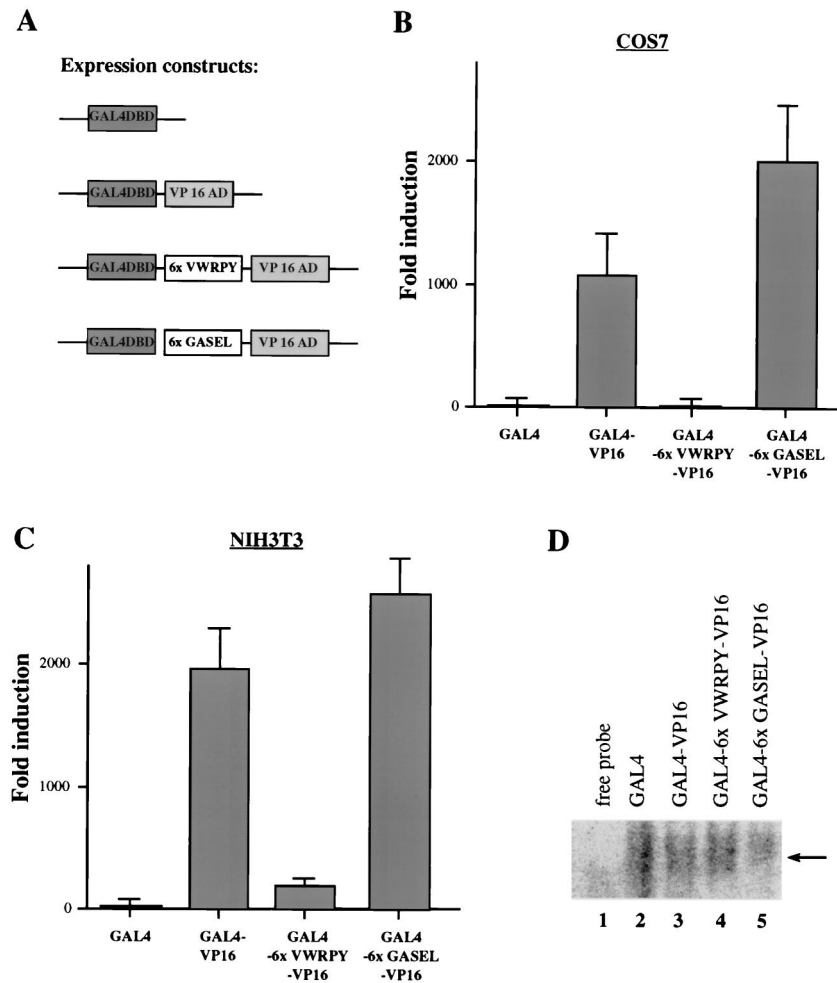 A
Expression constructs:
GAL4DBD
GAL4DBD VP 16 AD
GAL4DBD 6x VWRPY VP 16 AD
GAL4DBD 6x GASEL VP 16 AD
B
COS7
Fold induction
2000
1000
0
GAL4
GAL4-
VP16
GAL4
-6x VWRPY
-VP16
GAL4
-6x GASEL
-VP16
C
NIH3T3
Fold induction
2000
1000
0
GAL4
GAL4-
VP16
GAL4
-6x VWRPY
-VP16
GAL4
-6x GASEL
-VP16
D
free probe
GAL4
GAL4-VP16
GAL4-6x VWRPY-VP16
GAL4-6x GASEL-VP16
1 2 3 4 5